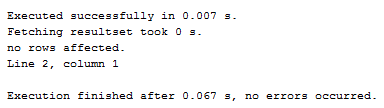 Executed successfully in 0.007 s.
Fetching resultset took 0 s.
no rows affected.
Line 2, column 1
Execution finished after 0.067 s, no errors occurred.